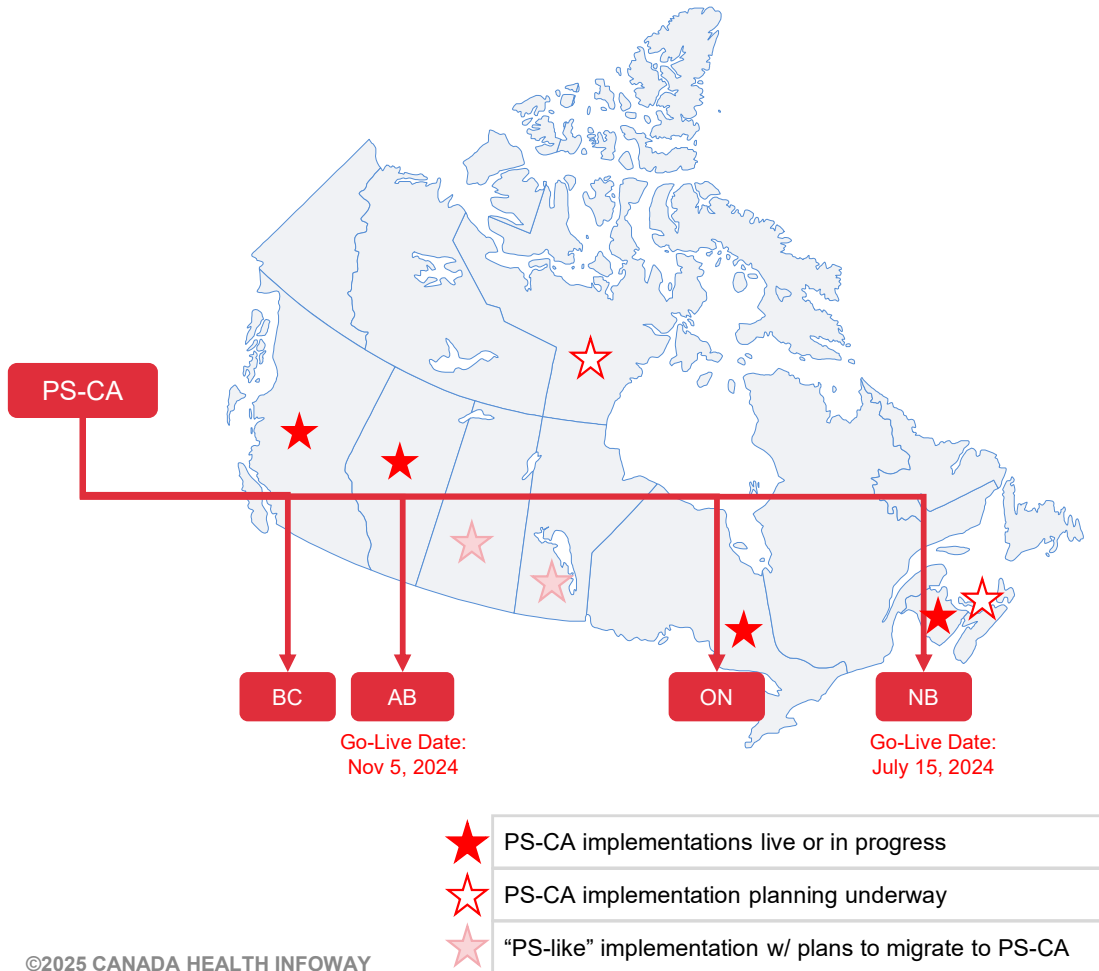 PS-CA
BC
AB
ON
NB
Go-Live Date:
Nov 5, 2024
Go-Live Date:
July 15, 2024
PS-CA implementations live or in progress
PS-CA implementation planning underway
“PS-like” implementation w/ plans to migrate to PS-CA
©2025 CANADA HEALTH INFOWAY